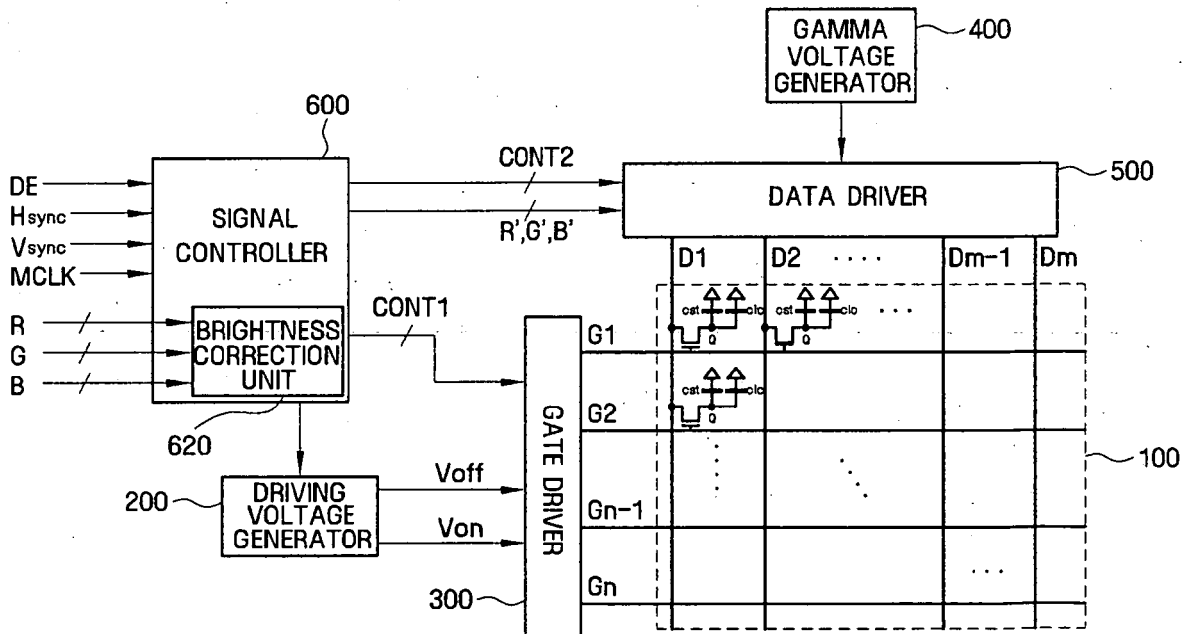 GAMMA
VOLTAGE
GENERATOR
400
600
CONT2
500
DE
Hsync
Vsync
MCLK
SIGNAL
CONTROLLER
DATA DRIVER
R',G',B'
D1 D2 · · · · Dm-1 Dm
CONT1
cst clc cst clc · · ·
R
G
B
BRIGHTNESS
CORRECTION
UNIT
G1
Q Q
cst clc
G2
Q
620
GATE DRIVER
100
200
DRIVING
VOLTAGE
GENERATOR
Voff
Von
Gn-1
· · ·
300
Gn